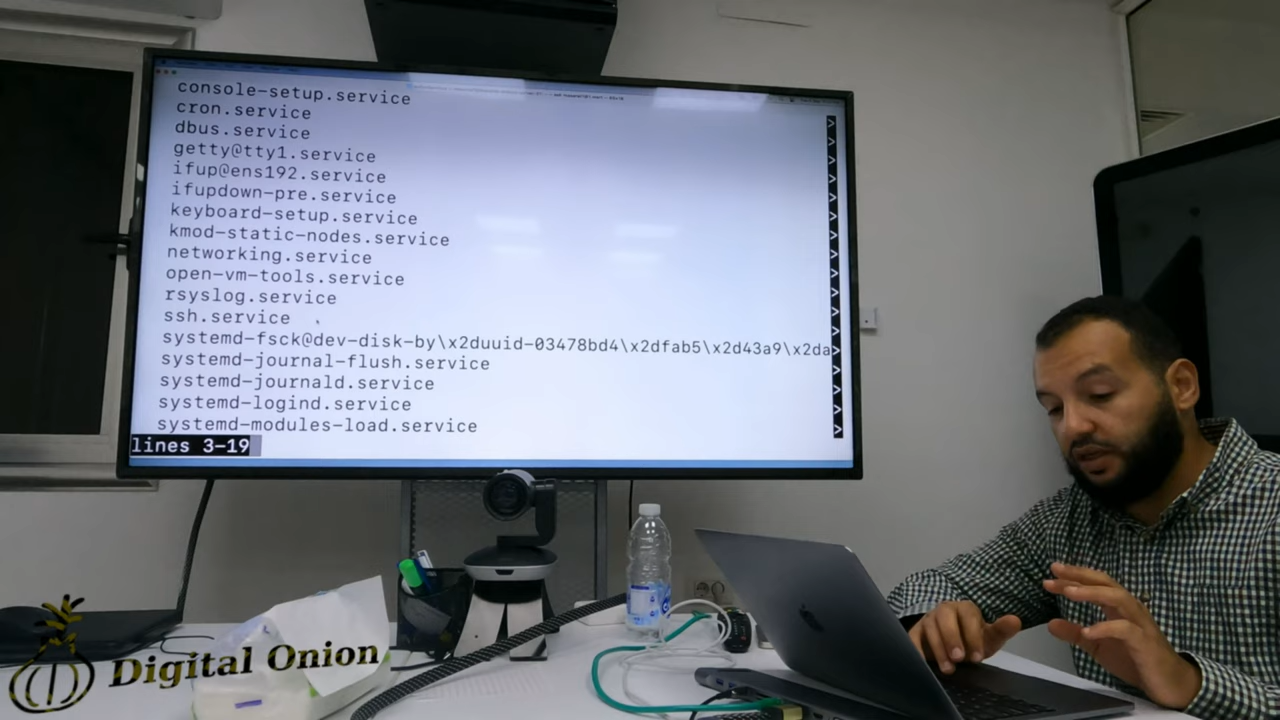 console-setup.service
cron.service
dbus.service
getty@tty1.service
ifup@ens192.service
ifupdown-pre.service
keyboard-setup.service
kmod-static-nodes.service
networking.service
open-vm-tools.service
rsyslog.service
ssh.service
systemd-fsck@dev-disk-by\x2duuid-03478bd4\x2dfab5\x2d43a9\x2da>
systemd-journal-flush.service
systemd-journald.service
systemd-logind.service
systemd-modules-load.service
lines 3-19
Digital Onion